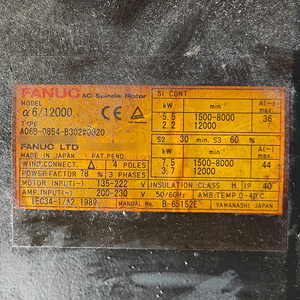 FANUC AC Spindle Motor
MODEL
α6/12000
TYPE
A06B-0854-B302#3020
FANUC LTD
MADE IN JAPAN PAT.PEND.
WIND.CONNECT. 4 POLES
POWER FACTOR 78 % 3 PHASES
MOTOR INPUT(~) 135-222 V
AMP.INPUT(~) 200-230 V
IEC34-1/A2:1989
S1 CONT
kW min⁻¹ A(~)
5.5 1500-8000 36
2.2 12000
S2 30 min S3 60 %
kW min⁻¹ A(~)
7.5 1500-8000 44
3.7 12000
INSULATION CLASS H IP 40
50/60Hz AMB.TEMP.0-40°C
MANUAL No. B-65152E YAMANASHI JAPAN